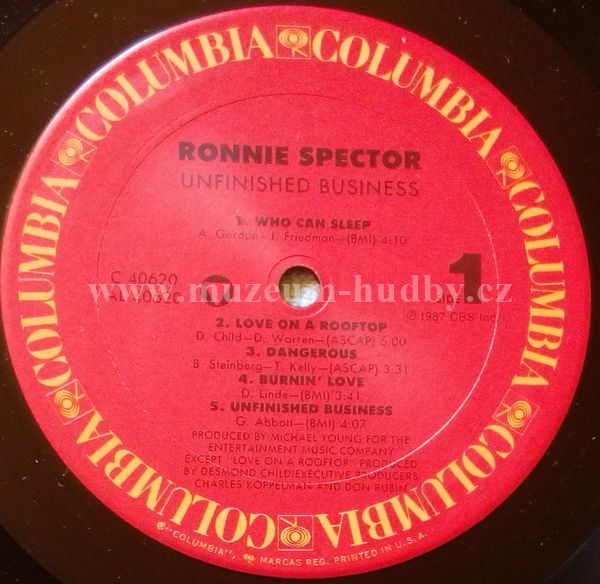 COLUMBIA COLUMBIA COLUMBIA COLUMBIA COLUMBIA COLUMBIA
RONNIE SPECTOR
UNFINISHED BUSINESS
1. WHO CAN SLEEP
A. Gordon—J. Friedman—(BMI) 4:10
C 40620
AL 40620
www.muzeum-hudby.cz
1
SIDE
℗ 1987 CBS Inc.
2. LOVE ON A ROOFTOP
D. Child—D. Warren—(ASCAP) 5:00
3. DANGEROUS
B. Steinberg—T. Kelly—(ASCAP) 3:31
4. BURNIN' LOVE
D. Linde—(BMI) 3:41
5. UNFINISHED BUSINESS
G. Abbott—(BMI) 4:07
PRODUCED BY MICHAEL YOUNG FOR THE
ENTERTAINMENT MUSIC COMPANY
EXCEPT "LOVE ON A ROOFTOP" PRODUCED
BY DESMOND CHILD/EXECUTIVE PRODUCERS
CHARLES KOPPELMAN AND DON RUBIN
® "COLUMBIA", MARCAS REG. PRINTED IN U.S.A.